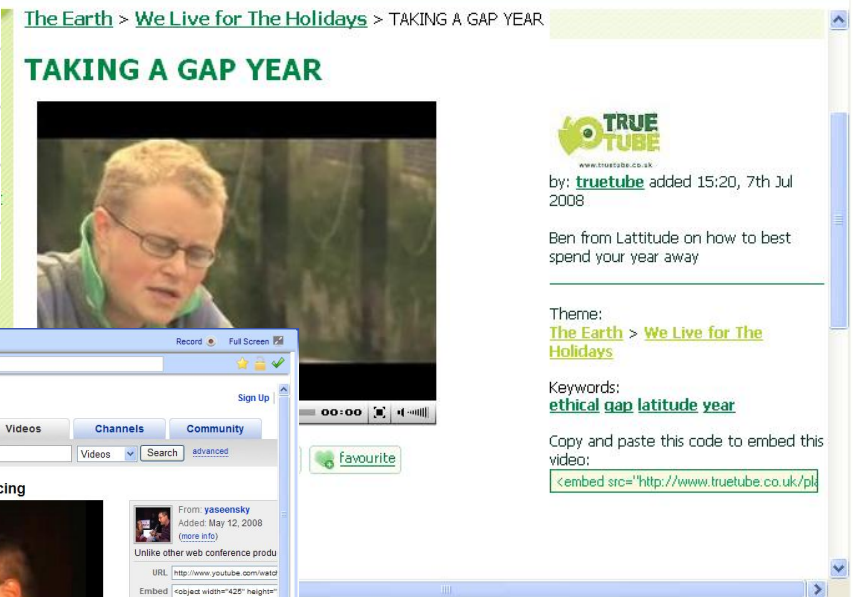 The Earth > We Live for The Holidays > TAKING A GAP YEAR
TAKING A GAP YEAR
TRUE
TUBE
www.truetube.co.uk
by: truetube added 15:20, 7th Jul
2008
Ben from Lattitude on how to best
spend your year away
Theme:
The Earth > We Live for The
Holidays
Keywords:
ethical gap latitude year
Copy and paste this code to embed this
video:
<embed src="http://www.truetube.co.uk/pla
00:00
favourite
Record
Full Screen
Sign Up
Videos
Channels
Community
Videos
Search
advanced
cing
From: yaseensky
Added: May 12, 2008
(more info)
Unlike other web conference produ
URL http://www.youtube.com/watch
Embed <object width="425" height="